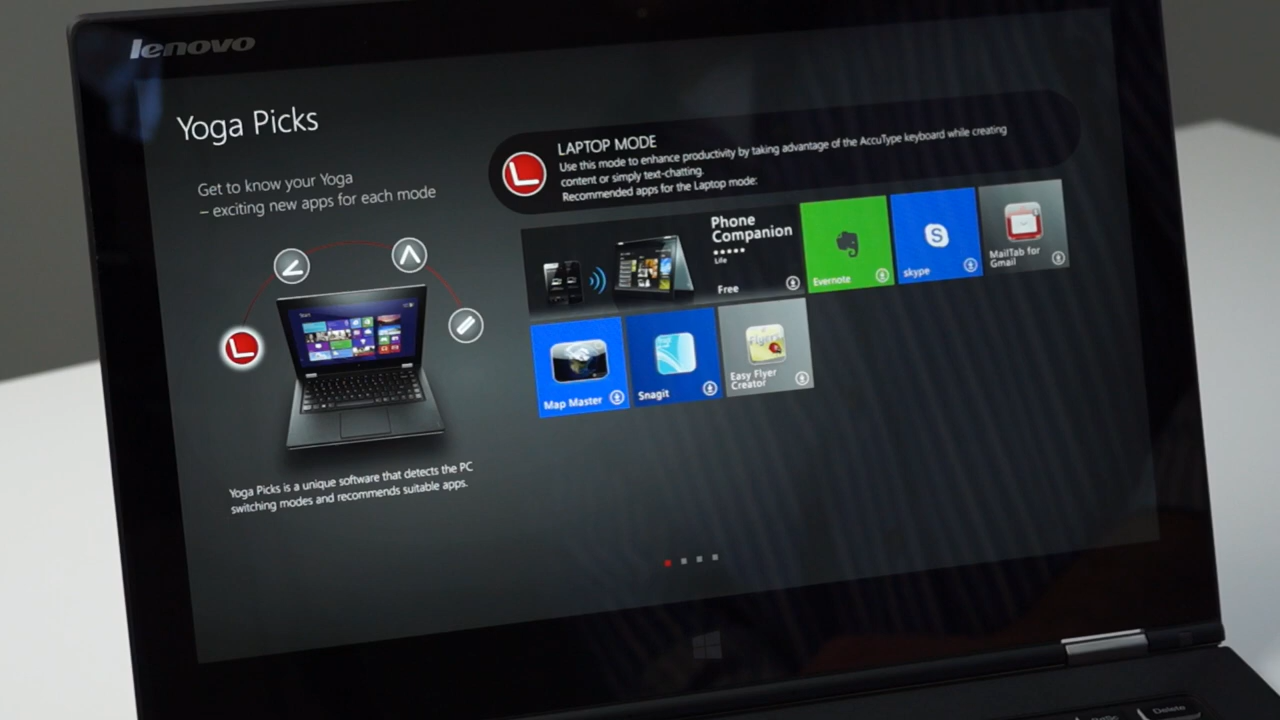 lenovo
Yoga Picks
Get to know your Yoga
– exciting new apps for each mode
Start
Yoga Picks is a unique software that detects the PC
switching modes and recommends suitable apps.
LAPTOP MODE
Use this mode to enhance productivity by taking advantage of the AccuType keyboard while creating
content or simply text-chatting.
Recommended apps for the Laptop mode:
Phone
Companion
Life
Free
Evernote
S
skype
MailTab for
Gmail
Map Master
Snagit
Flyers
Easy Flyer
Creator
Delete